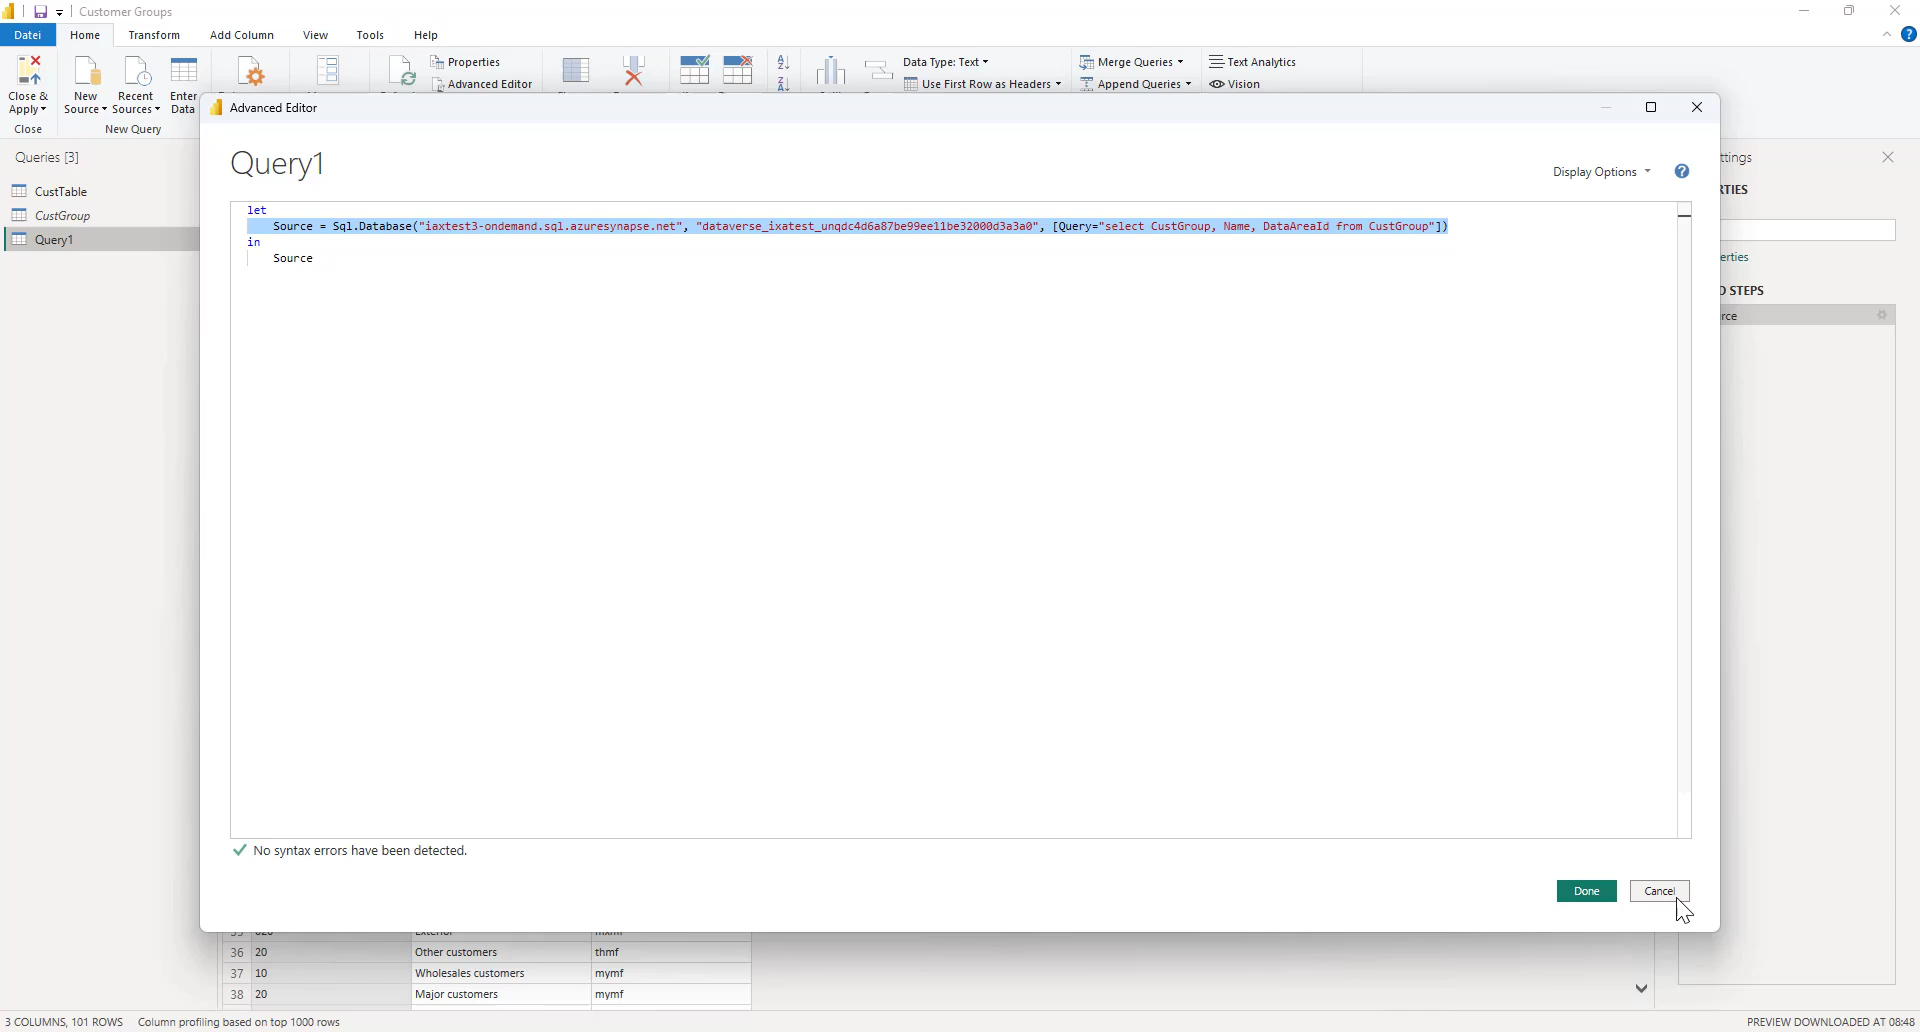 Customer Groups
Datei Home Transform Add Column View Tools Help
Properties
Advanced Editor
Data Type: Text
Use First Row as Headers
Merge Queries
Append Queries
Text Analytics
Vision
Close &
Apply
New
Source
Recent
Sources
Enter
Data
Close
New Query
Advanced Editor
Queries [3]
CustTable
CustGroup
Query1
Query1
Display Options
let
Source = Sql.Database("iaxtest3-ondemand.sql.azuresynapse.net", "dataverse_ixatest_unqdc4d6a87be99ee11be32000d3a3a0", [Query="select CustGroup, Name, DataAreaId from CustGroup"])
in
Source
ttings
RTIES
erties
D STEPS
rce
No syntax errors have been detected.
Done
Cancel
36 20 Other customers thmf
37 10 Wholesales customers mymf
38 20 Major customers mymf
3 COLUMNS, 101 ROWS Column profiling based on top 1000 rows
PREVIEW DOWNLOADED AT 08:48